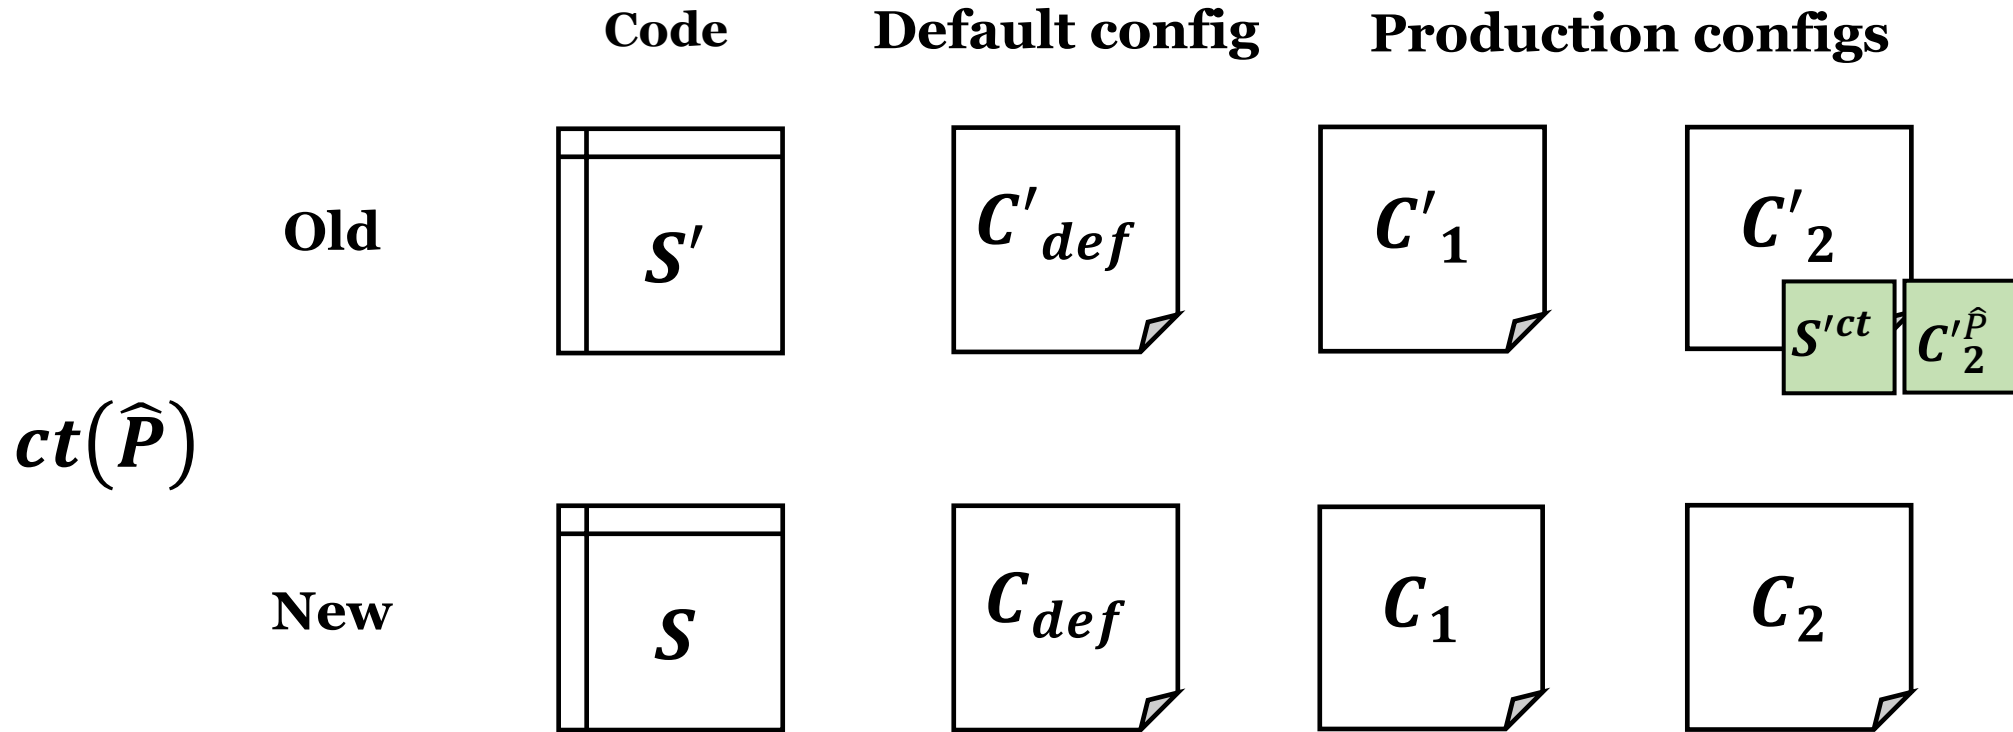 Code Default config Production configs
Old S′ C′def C′1 C′2
S′ct C′2P̂
ct(P̂)
New S Cdef C1 C2